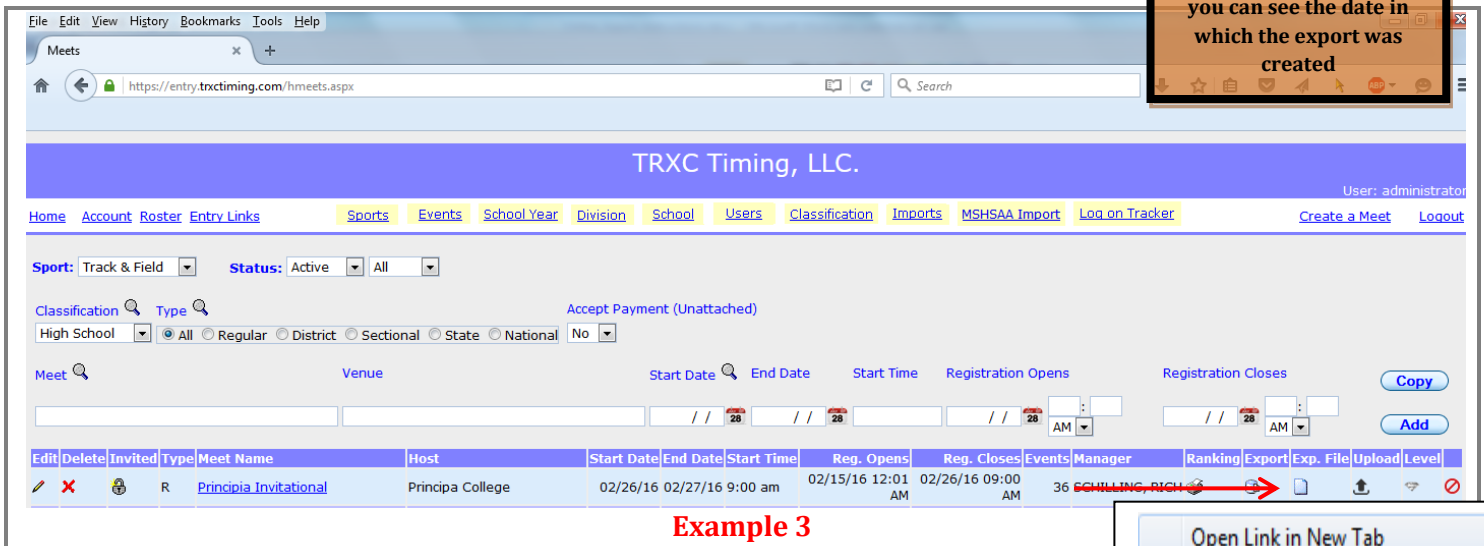 you can see the date in
which the export was
created
File Edit View History Bookmarks Tools Help
Meets × +
https://entry.trxctiming.com/hmeets.aspx Search ABP
TRXC Timing, LLC.
User: administrator
Home Account Roster Entry Links Sports Events School Year Division School Users Classification Imports MSHSAA Import Log on Tracker Create a Meet Logout
Sport: Track & Field Status: Active All
Classification Type Accept Payment (Unattached)
High School All Regular District Sectional State National No
Meet Venue Start Date End Date Start Time Registration Opens Registration Closes Copy
/ / 28 / / 28 / / 28 : AM / / 28 : AM Add
Edit Delete Invited Type Meet Name Host Start Date End Date Start Time Reg. Opens Reg. Closes Events Manager Ranking Export Exp. File Upload Level
R Principia Invitational Principa College 02/26/16 02/27/16 9:00 am 02/15/16 12:01 AM 02/26/16 09:00 AM 36 SCHILLING, RICH
Example 3
Open Link in New Tab